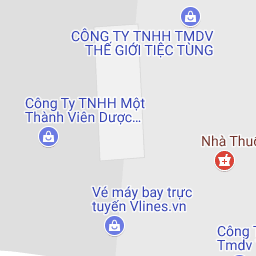 CÔNG TY TNHH TMDV
THẾ GIỚI TIỆC TÙNG
Công Ty TNHH Một
Thành Viên Dược...
Nhà Thuố
Vé máy bay trực
tuyến Vlines.vn
Công T
Tmdv